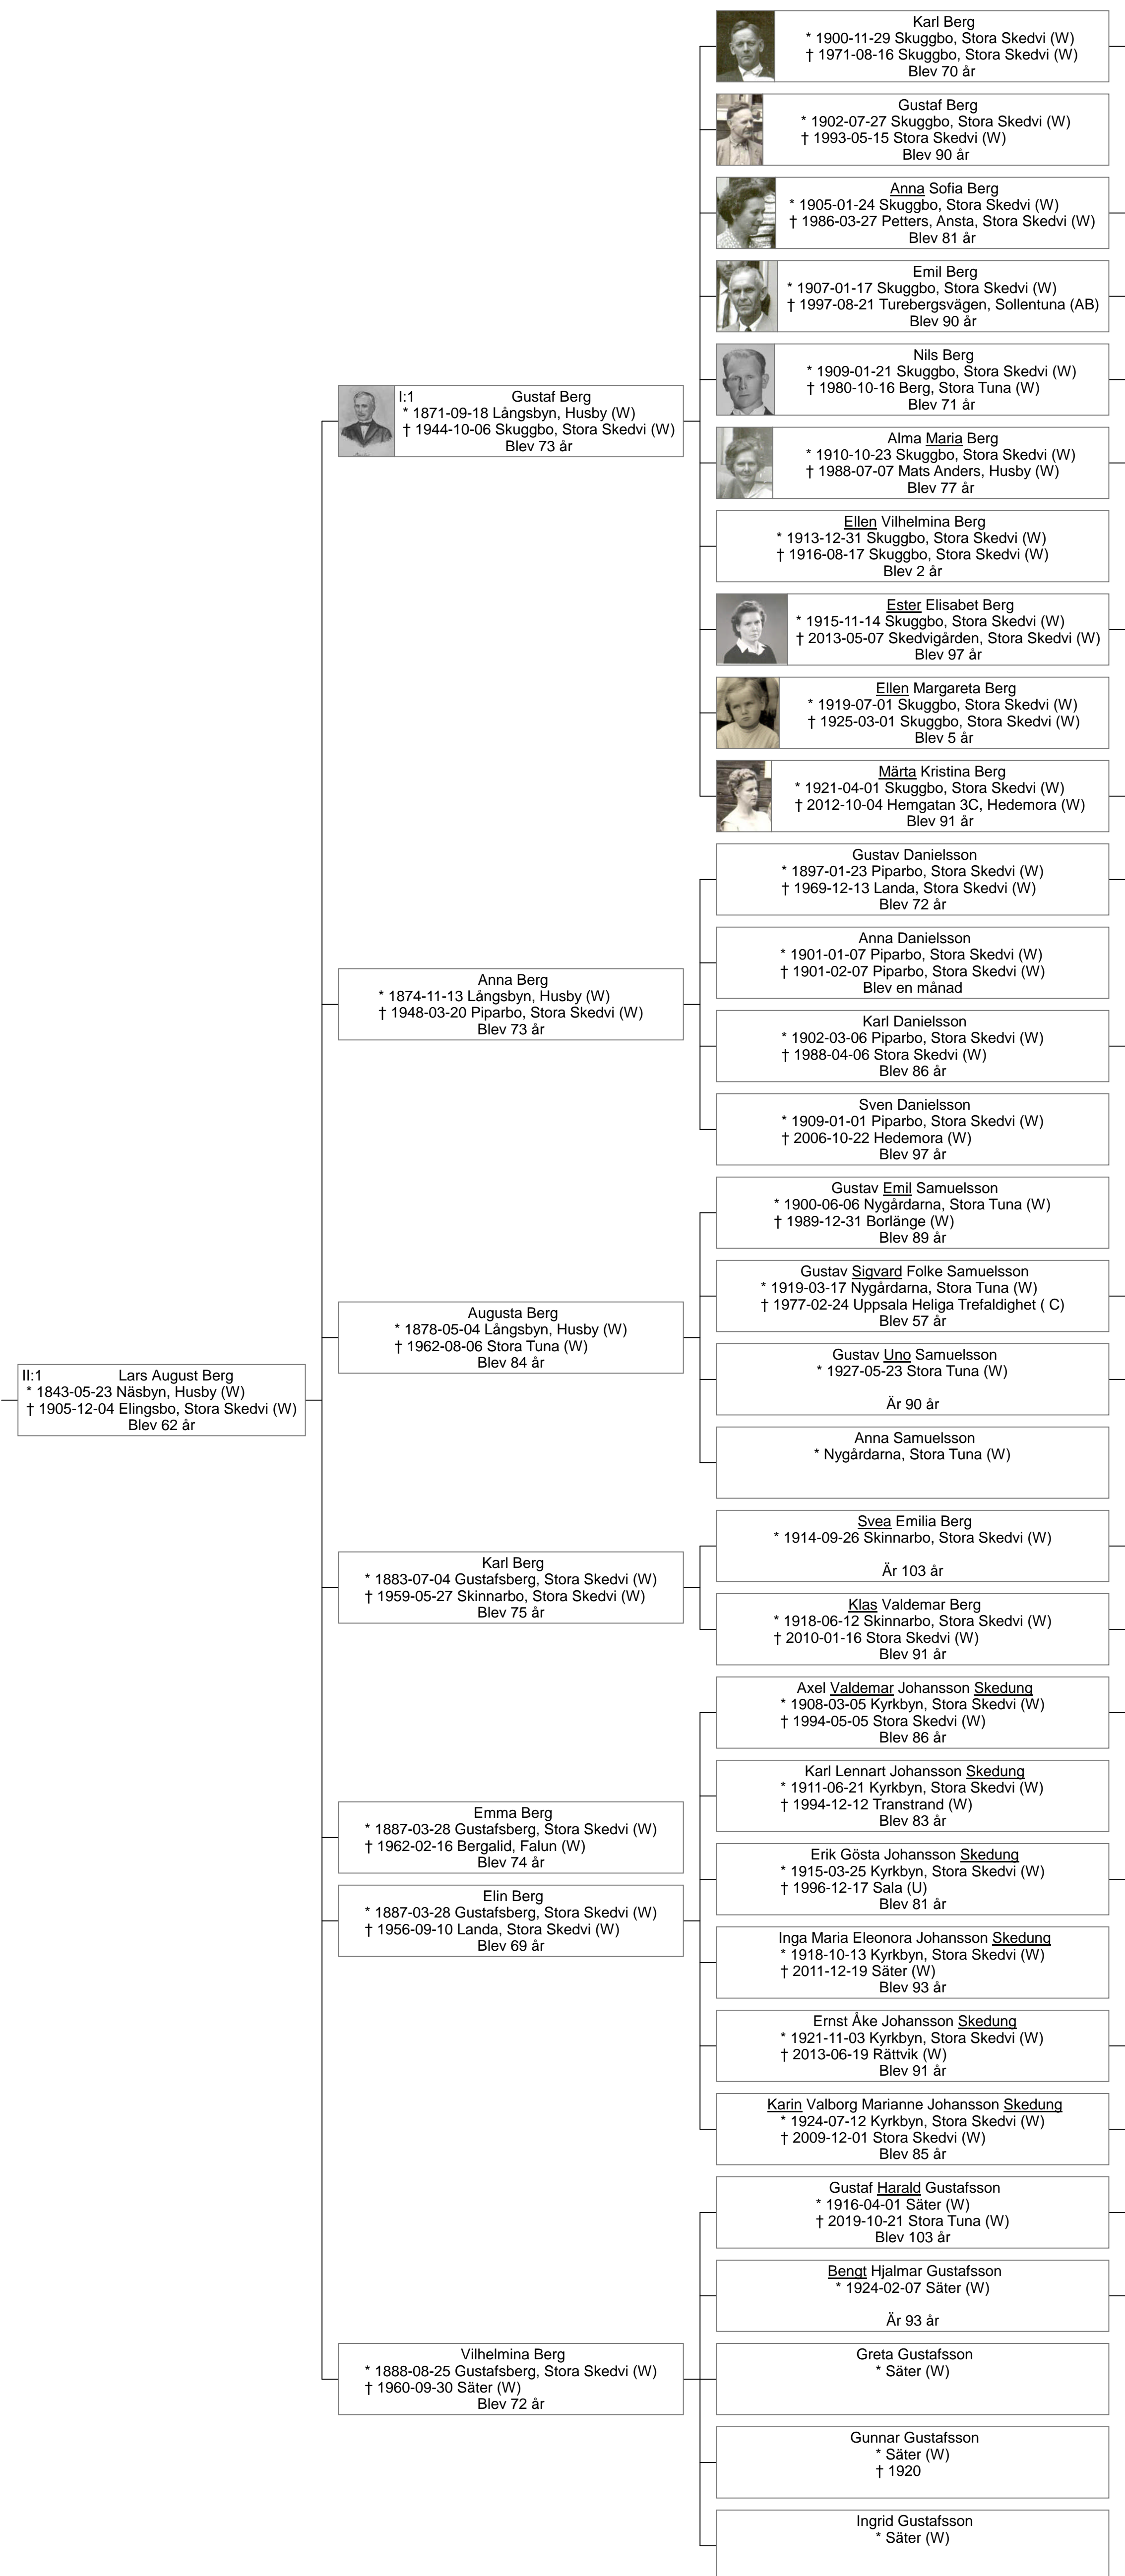 Karl Berg
* 1900-11-29 Skuggbo, Stora Skedvi (W)
† 1971-08-16 Skuggbo, Stora Skedvi (W)
Blev 70 år
Gustaf Berg
* 1902-07-27 Skuggbo, Stora Skedvi (W)
† 1993-05-15 Stora Skedvi (W)
Blev 90 år
Anna Sofia Berg
* 1905-01-24 Skuggbo, Stora Skedvi (W)
† 1986-03-27 Petters, Ansta, Stora Skedvi (W)
Blev 81 år
Emil Berg
* 1907-01-17 Skuggbo, Stora Skedvi (W)
† 1997-08-21 Turebergsvägen, Sollentuna (AB)
Blev 90 år
Nils Berg
* 1909-01-21 Skuggbo, Stora Skedvi (W)
† 1980-10-16 Berg, Stora Tuna (W)
Blev 71 år
I:1 Gustaf Berg
* 1871-09-18 Långsbyn, Husby (W)
† 1944-10-06 Skuggbo, Stora Skedvi (W)
Blev 73 år
Alma Maria Berg
* 1910-10-23 Skuggbo, Stora Skedvi (W)
† 1988-07-07 Mats Anders, Husby (W)
Blev 77 år
Ellen Vilhelmina Berg
* 1913-12-31 Skuggbo, Stora Skedvi (W)
† 1916-08-17 Skuggbo, Stora Skedvi (W)
Blev 2 år
Ester Elisabet Berg
* 1915-11-14 Skuggbo, Stora Skedvi (W)
† 2013-05-07 Skedvigården, Stora Skedvi (W)
Blev 97 år
Ellen Margareta Berg
* 1919-07-01 Skuggbo, Stora Skedvi (W)
† 1925-03-01 Skuggbo, Stora Skedvi (W)
Blev 5 år
Märta Kristina Berg
* 1921-04-01 Skuggbo, Stora Skedvi (W)
† 2012-10-04 Hemgatan 3C, Hedemora (W)
Blev 91 år
Gustav Danielsson
* 1897-01-23 Piparbo, Stora Skedvi (W)
† 1969-12-13 Landa, Stora Skedvi (W)
Blev 72 år
Anna Danielsson
* 1901-01-07 Piparbo, Stora Skedvi (W)
† 1901-02-07 Piparbo, Stora Skedvi (W)
Blev en månad
Anna Berg
* 1874-11-13 Långsbyn, Husby (W)
† 1948-03-20 Piparbo, Stora Skedvi (W)
Blev 73 år
Karl Danielsson
* 1902-03-06 Piparbo, Stora Skedvi (W)
† 1988-04-06 Stora Skedvi (W)
Blev 86 år
Sven Danielsson
* 1909-01-01 Piparbo, Stora Skedvi (W)
† 2006-10-22 Hedemora (W)
Blev 97 år
Gustav Emil Samuelsson
* 1900-06-06 Nygårdarna, Stora Tuna (W)
† 1989-12-31 Borlänge (W)
Blev 89 år
Gustav Sigvard Folke Samuelsson
* 1919-03-17 Nygårdarna, Stora Tuna (W)
† 1977-02-24 Uppsala Heliga Trefaldighet ( C)
Blev 57 år
Augusta Berg
* 1878-05-04 Långsbyn, Husby (W)
† 1962-08-06 Stora Tuna (W)
Blev 84 år
Gustav Uno Samuelsson
* 1927-05-23 Stora Tuna (W)
Är 90 år
II:1 Lars August Berg
* 1843-05-23 Näsbyn, Husby (W)
† 1905-12-04 Elingsbo, Stora Skedvi (W)
Blev 62 år
Anna Samuelsson
* Nygårdarna, Stora Tuna (W)
Svea Emilia Berg
* 1914-09-26 Skinnarbo, Stora Skedvi (W)
Är 103 år
Karl Berg
* 1883-07-04 Gustafsberg, Stora Skedvi (W)
† 1959-05-27 Skinnarbo, Stora Skedvi (W)
Blev 75 år
Klas Valdemar Berg
* 1918-06-12 Skinnarbo, Stora Skedvi (W)
† 2010-01-16 Stora Skedvi (W)
Blev 91 år
Axel Valdemar Johansson Skedung
* 1908-03-05 Kyrkbyn, Stora Skedvi (W)
† 1994-05-05 Stora Skedvi (W)
Blev 86 år
Karl Lennart Johansson Skedung
* 1911-06-21 Kyrkbyn, Stora Skedvi (W)
† 1994-12-12 Transtrand (W)
Blev 83 år
Emma Berg
* 1887-03-28 Gustafsberg, Stora Skedvi (W)
† 1962-02-16 Bergalid, Falun (W)
Blev 74 år
Erik Gösta Johansson Skedung
* 1915-03-25 Kyrkbyn, Stora Skedvi (W)
† 1996-12-17 Sala (U)
Blev 81 år
Elin Berg
* 1887-03-28 Gustafsberg, Stora Skedvi (W)
† 1956-09-10 Landa, Stora Skedvi (W)
Blev 69 år
Inga Maria Eleonora Johansson Skedung
* 1918-10-13 Kyrkbyn, Stora Skedvi (W)
† 2011-12-19 Säter (W)
Blev 93 år
Ernst Åke Johansson Skedung
* 1921-11-03 Kyrkbyn, Stora Skedvi (W)
† 2013-06-19 Rättvik (W)
Blev 91 år
Karin Valborg Marianne Johansson Skedung
* 1924-07-12 Kyrkbyn, Stora Skedvi (W)
† 2009-12-01 Stora Skedvi (W)
Blev 85 år
Gustaf Harald Gustafsson
* 1916-04-01 Säter (W)
† 2019-10-21 Stora Tuna (W)
Blev 103 år
Bengt Hjalmar Gustafsson
* 1924-02-07 Säter (W)
Är 93 år
Vilhelmina Berg
* 1888-08-25 Gustafsberg, Stora Skedvi (W)
† 1960-09-30 Säter (W)
Blev 72 år
Greta Gustafsson
* Säter (W)
Gunnar Gustafsson
* Säter (W)
† 1920
Ingrid Gustafsson
* Säter (W)